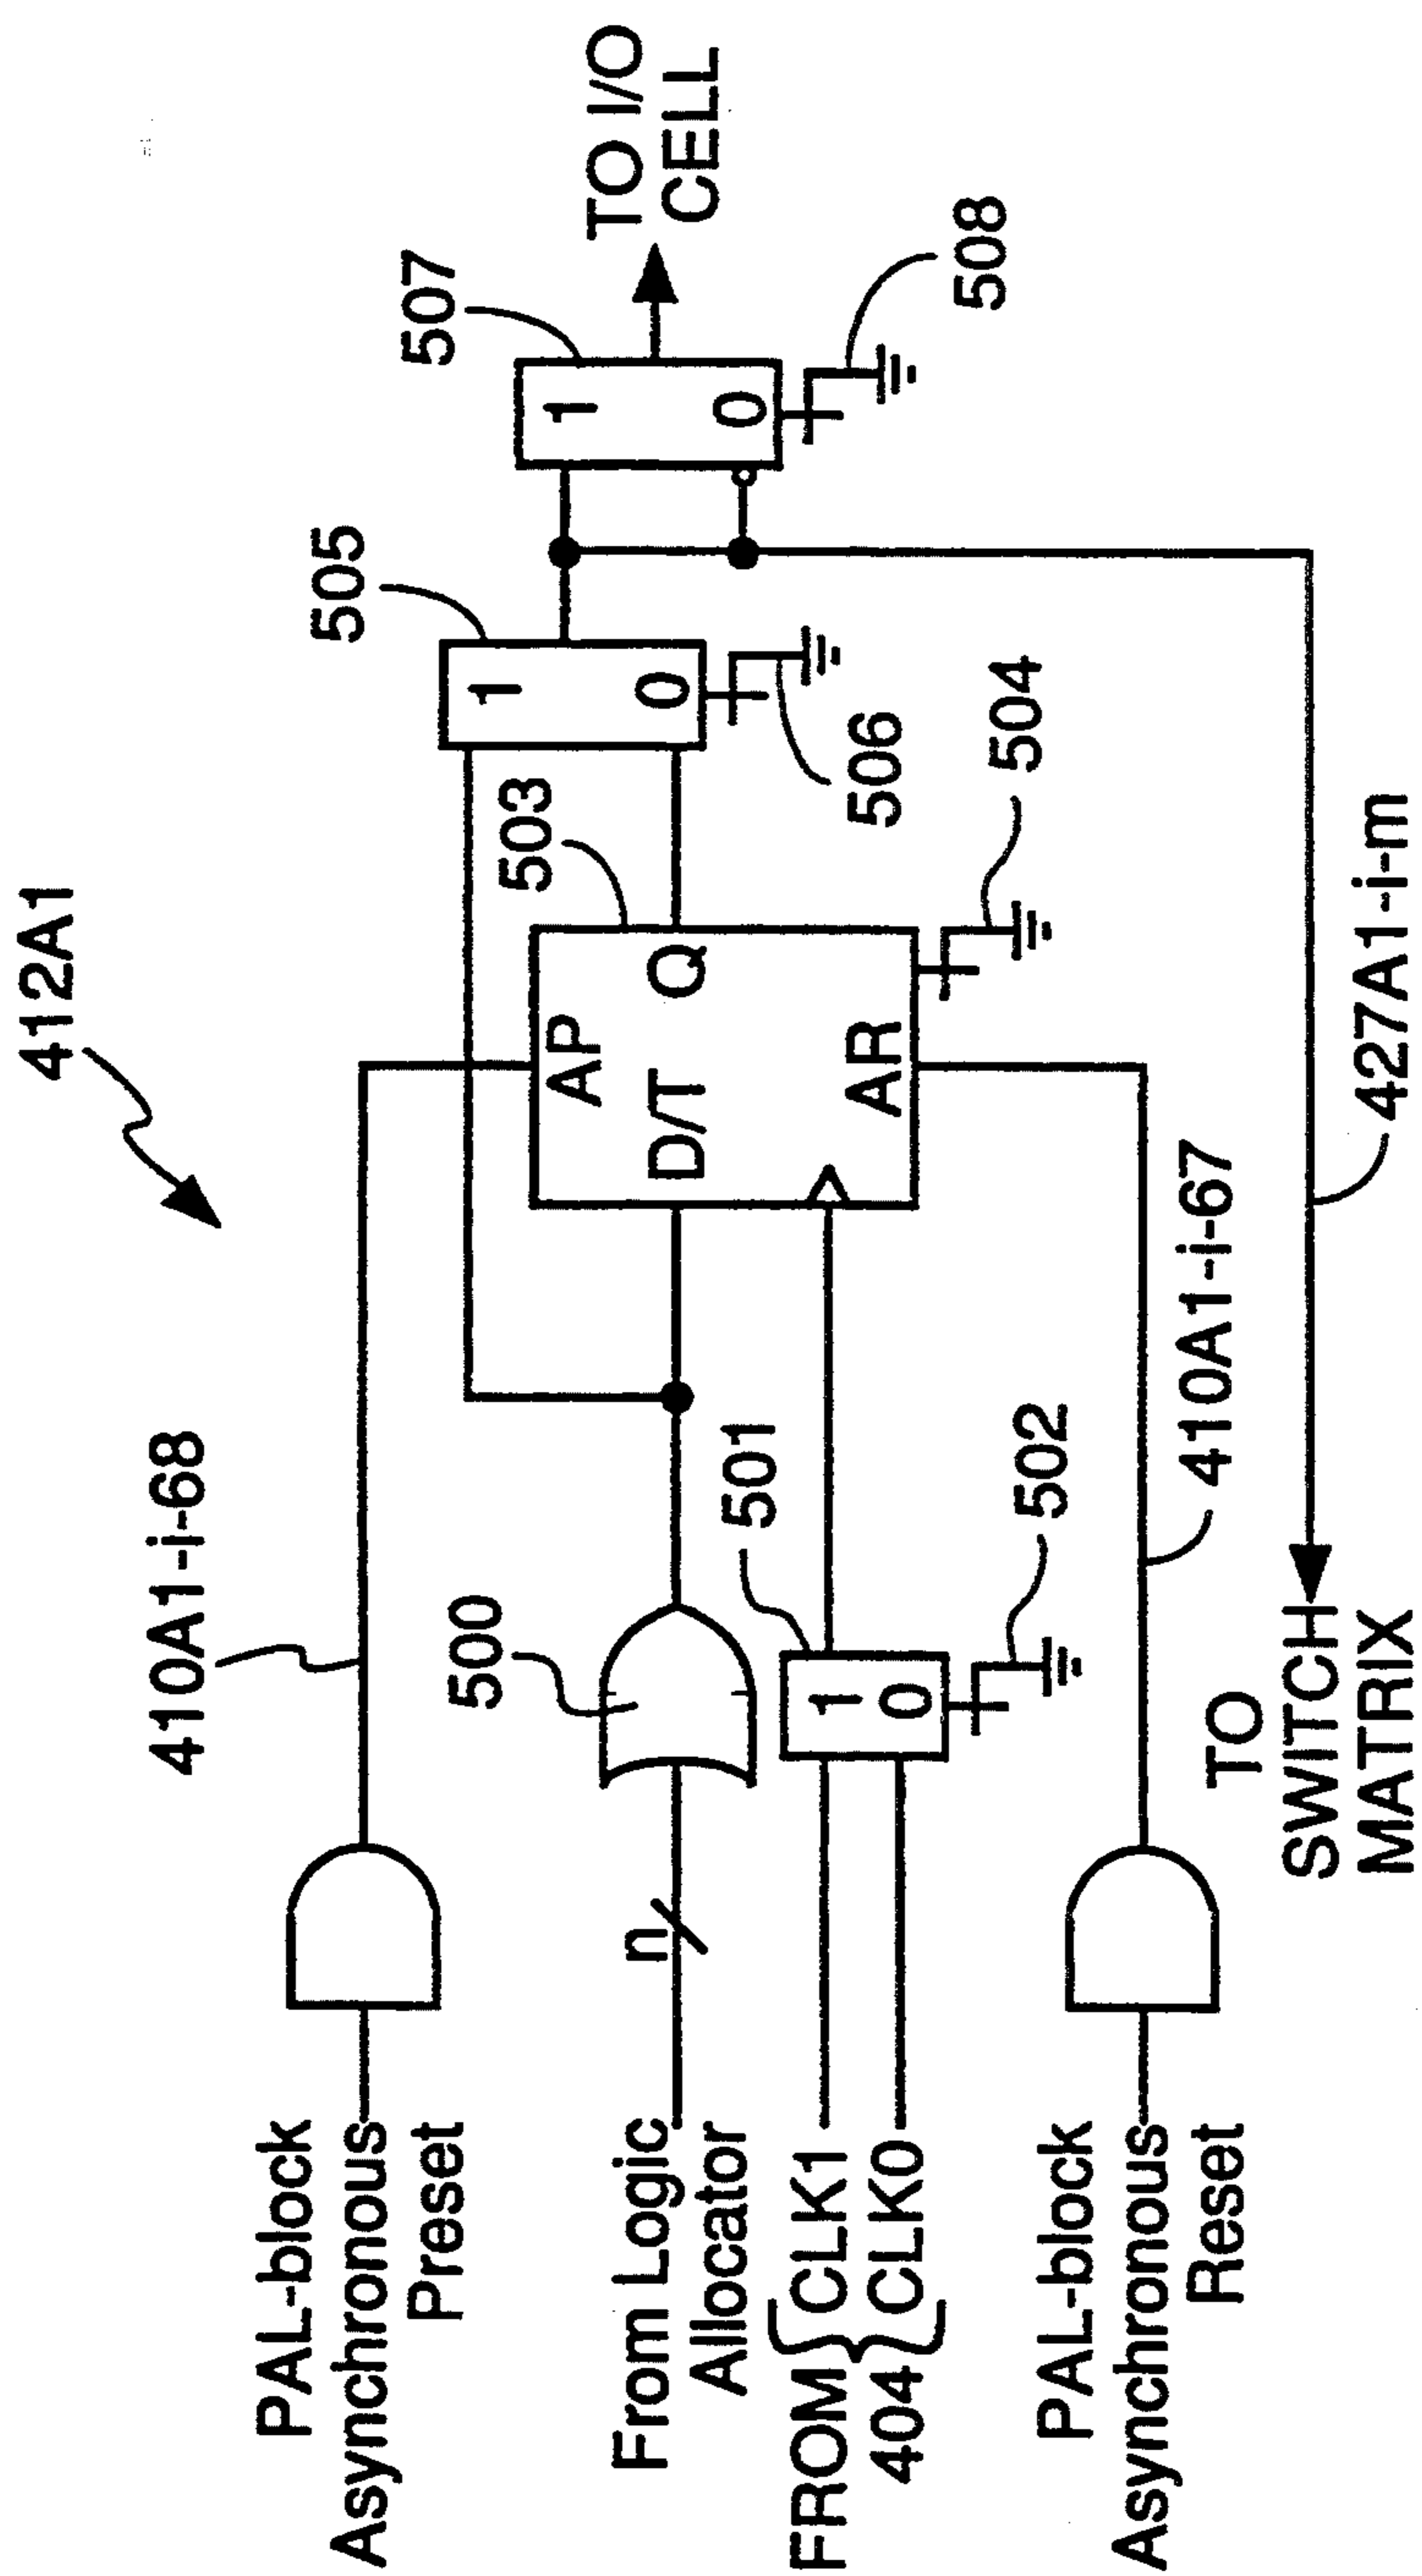 412A1
410A1-i-68
PAL-block
Asynchronous
Preset
500
From Logic
Allocator
n
503
AP
D/T
Q
AR
504
505
1
0
506
507
1
0
508
TO I/O
CELL
FROM
404
CLK1
CLK0
501
1
0
502
PAL-block
Asynchronous
Reset
410A1-i-67
TO
SWITCH
MATRIX
427A1-i-m